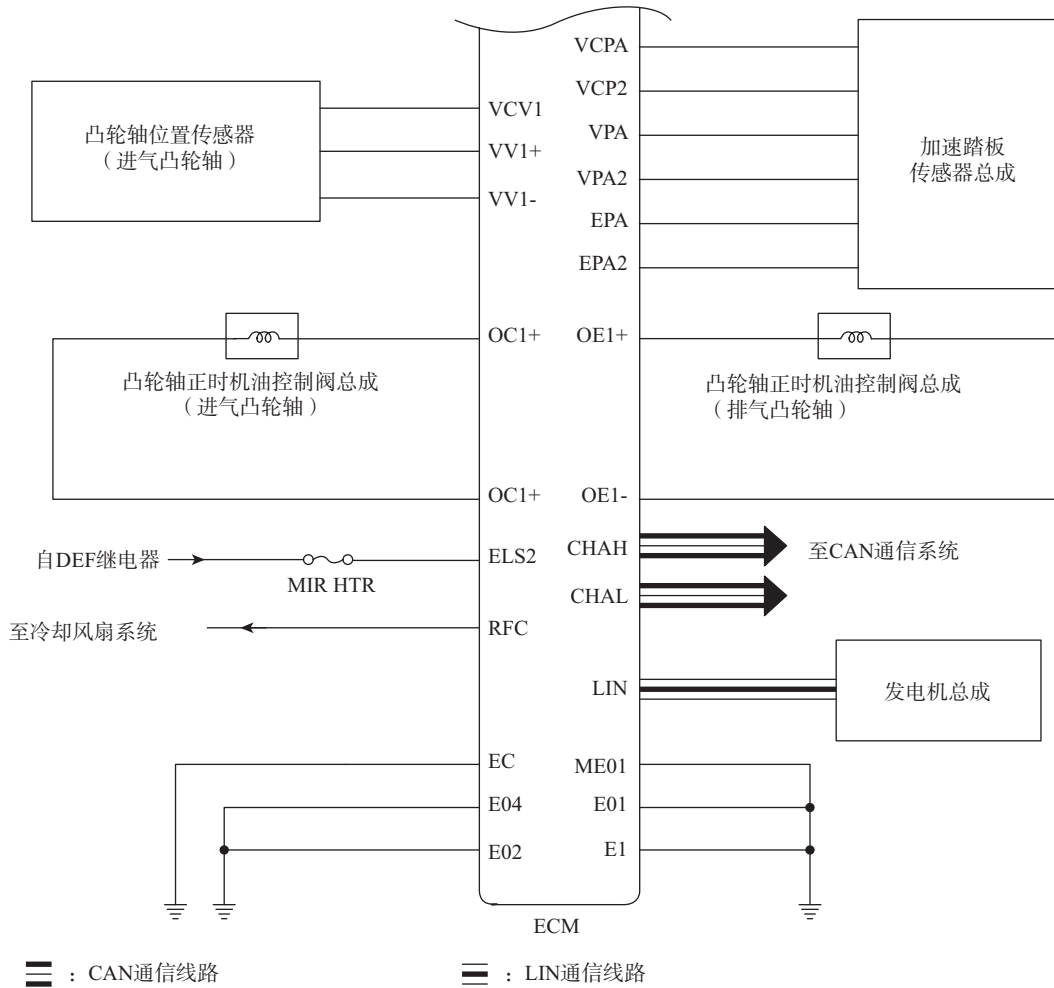 VCPA
VCP2
VPA
VPA2
EPA
EPA2
加速踏板
传感器总成
凸轮轴位置传感器
（进气凸轮轴）
VCV1
VV1+
VV1-
OC1+
凸轮轴正时机油控制阀总成
（进气凸轮轴）
OC1+
OE1+
凸轮轴正时机油控制阀总成
（排气凸轮轴）
OE1-
自DEF继电器
MIR HTR
ELS2
至冷却风扇系统
RFC
CHAH
至CAN通信系统
CHAL
LIN
发电机总成
EC
E04
E02
ME01
E01
E1
ECM
：CAN通信线路
：LIN通信线路